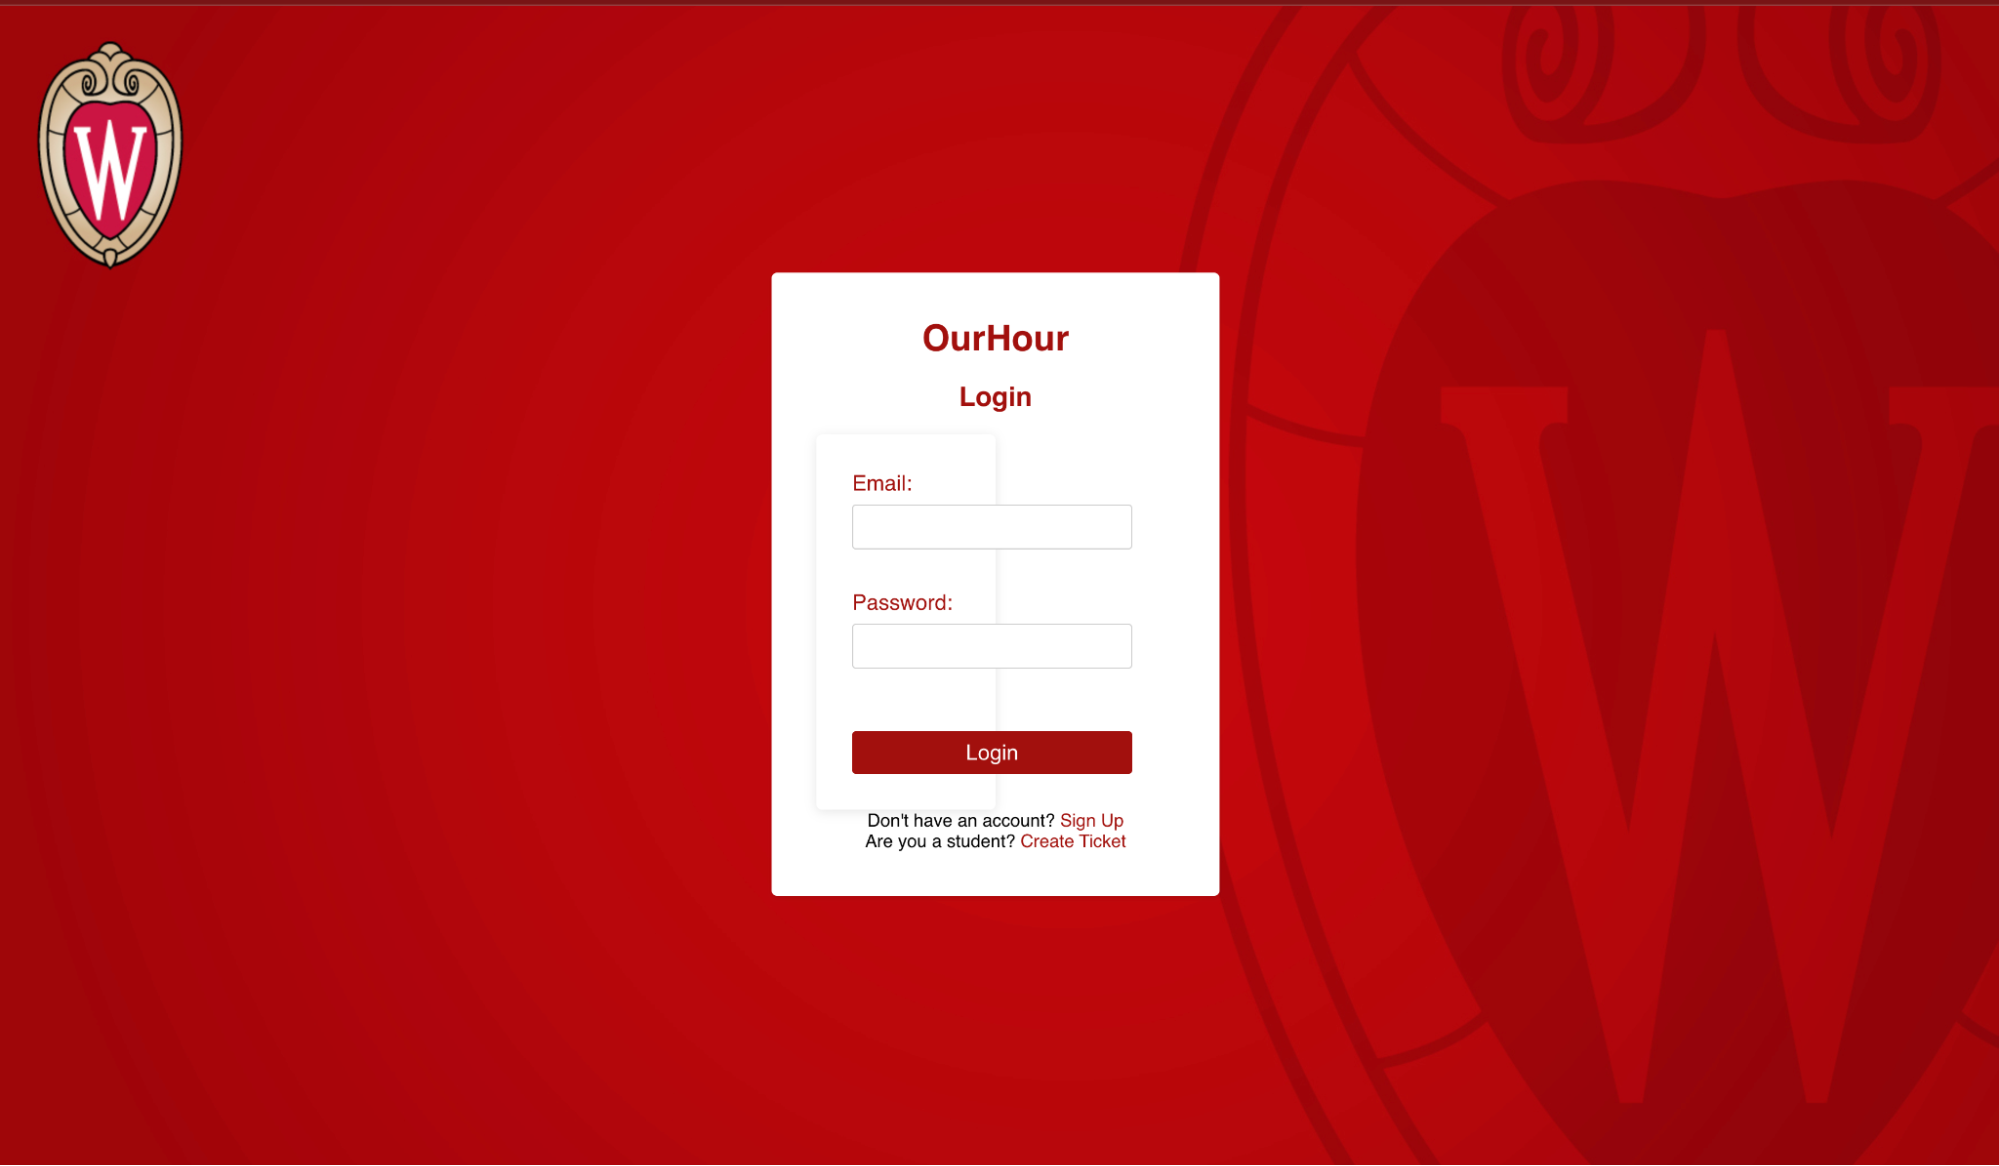 W
OurHour
Login
Email:
Password:
Login
Don't have an account? Sign Up
Are you a student? Create Ticket
W